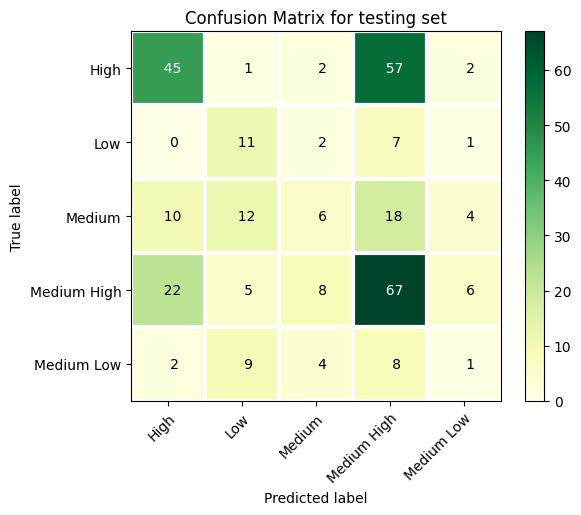 Confusion Matrix for testing set
True label
High 45 1 2 57 2
Low 0 11 2 7 1
Medium 10 12 6 18 4
Medium High 22 5 8 67 6
Medium Low 2 9 4 8 1
High Low Medium Medium High Medium Low
Predicted label
60
50
40
30
20
10
0